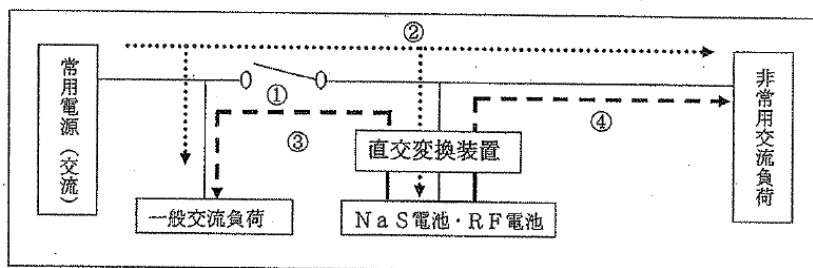 ②
常用電源（交流）
①
③
④
直交変換装置
一般交流負荷
ＮａＳ電池・ＲＦ電池
非常用交流負荷